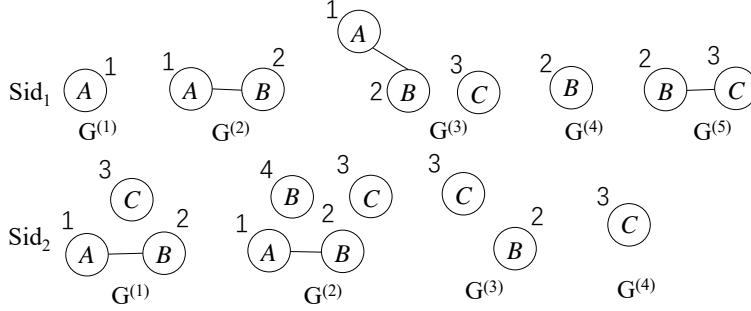 1 1 2 1 2 3 2 2 3
Sid₁ A A B A B C B B C
G⁽¹⁾ G⁽²⁾ G⁽³⁾ G⁽⁴⁾ G⁽⁵⁾
3 4 3 3
C B C C
1 2 1 2 2 3
Sid₂ A B A B B C
G⁽¹⁾ G⁽²⁾ G⁽³⁾ G⁽⁴⁾